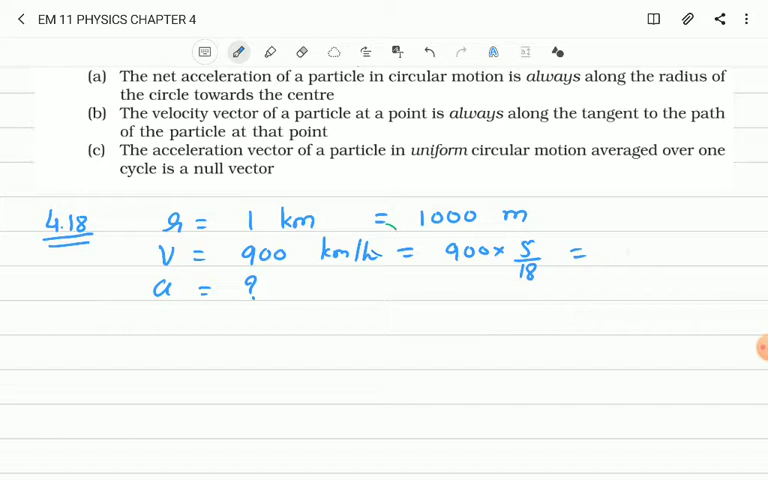 EM 11 PHYSICS CHAPTER 4
(a) The net acceleration of a particle in circular motion is always along the radius of
the circle towards the centre
(b) The velocity vector of a particle at a point is always along the tangent to the path
of the particle at that point
(c) The acceleration vector of a particle in uniform circular motion averaged over one
cycle is a null vector
4.18 r = 1 km = 1000 m
v = 900 km/h = 900 × 5/18 =
a = ?